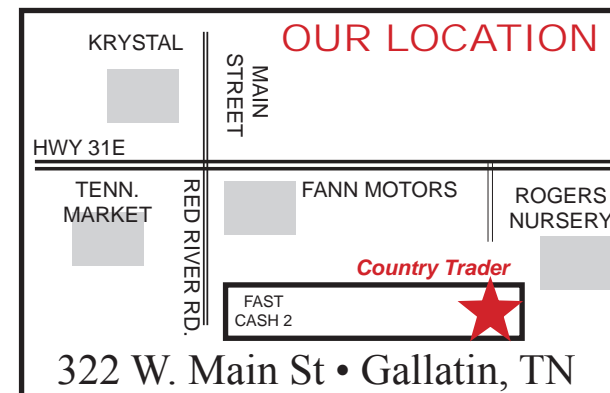 OUR LOCATION
KRYSTAL
MAIN
STREET
HWY 31E
TENN.
MARKET
RED RIVER RD.
FANN MOTORS
ROGERS
NURSERY
Country Trader
FAST
CASH 2
322 W. Main St • Gallatin, TN